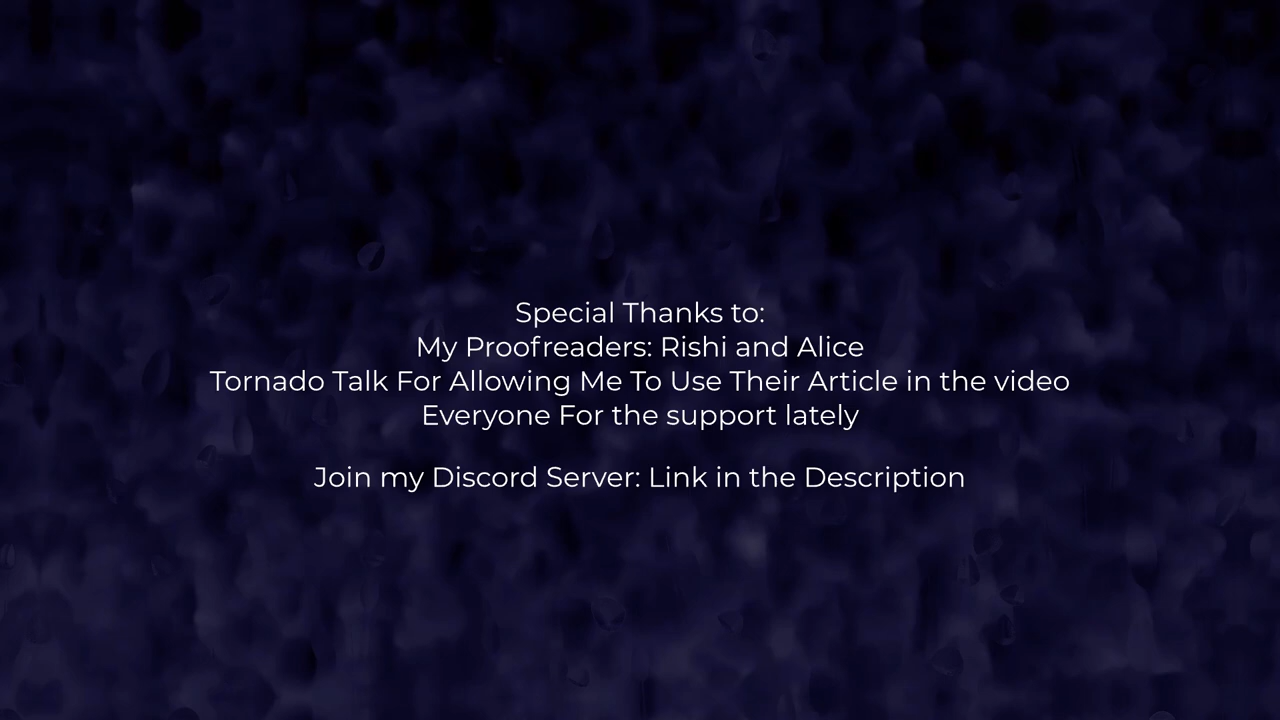 Special Thanks to:
My Proofreaders: Rishi and Alice
Tornado Talk For Allowing Me To Use Their Article in the video
Everyone For the support lately
Join my Discord Server: Link in the Description